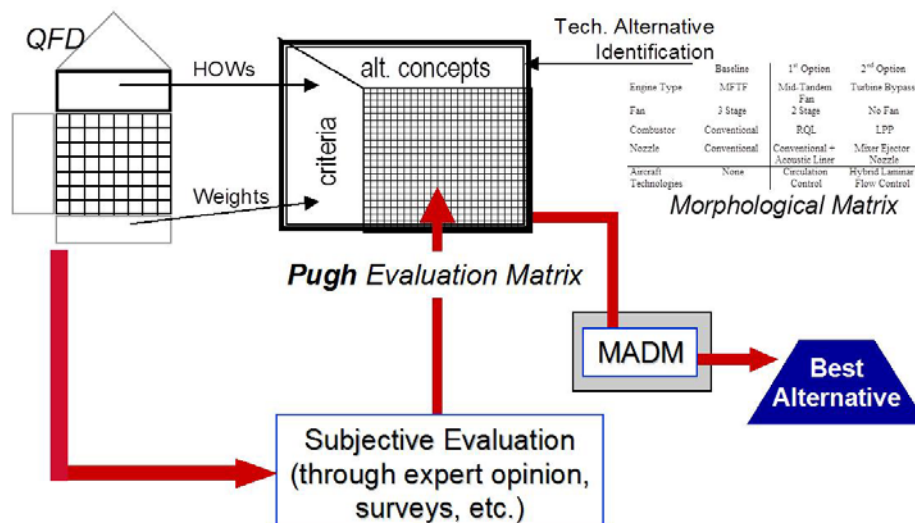 QFD
HOWs
Weights
alt. concepts
criteria
Tech. Alternative
Identification
Baseline 1st Option 2nd Option
Engine Type MFTF Mid-Tandem Turbine Bypass
Fan
Fan 3 Stage 2 Stage No Fan
Combustor Conventional RQL LPP
Nozzle Conventional Conventional + Mixer Ejector
Acoustic Liner Nozzle
Aircraft None Circulation Hybrid Laminar
Technologies Control Flow Control
Morphological Matrix
Pugh Evaluation Matrix
MADM
Best
Alternative
Subjective Evaluation
(through expert opinion,
surveys, etc.)